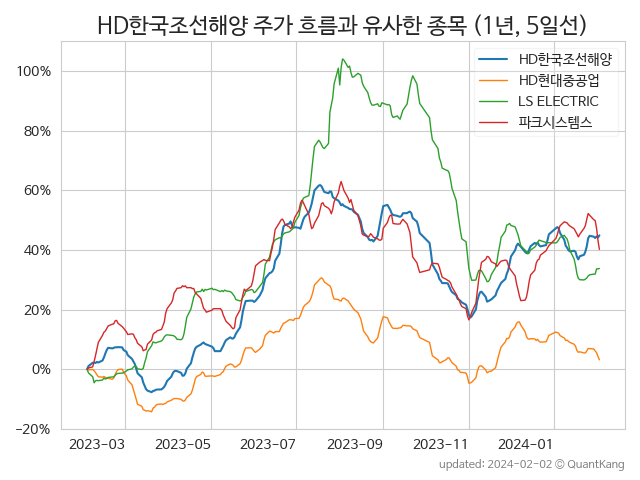 HD한국조선해양 주가 흐름과 유사한 종목 (1년, 5일선)
HD한국조선해양
HD현대중공업
LS ELECTRIC
파크시스템스
100%
80%
60%
40%
20%
0%
−20%
2023-03 2023-05 2023-07 2023-09 2023-11 2024-01
updated: 2024-02-02 © QuantKang